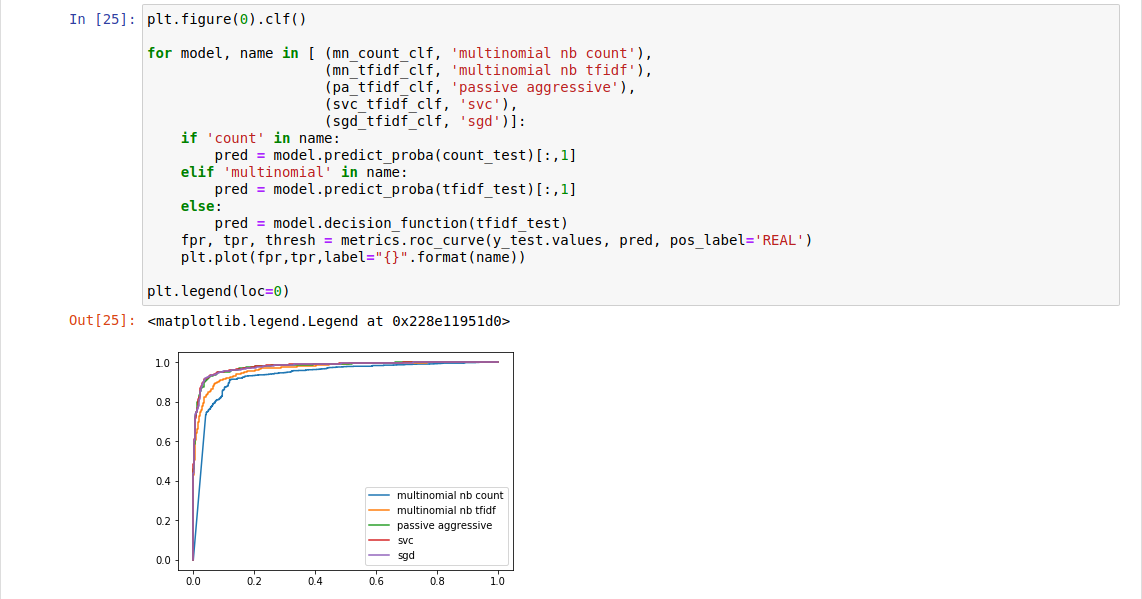 In [25]: plt.figure(0).clf()
for model, name in [ (mn_count_clf, 'multinomial nb count'),
(mn_tfidf_clf, 'multinomial nb tfidf'),
(pa_tfidf_clf, 'passive aggressive'),
(svc_tfidf_clf, 'svc'),
(sgd_tfidf_clf, 'sgd')]:
if 'count' in name:
pred = model.predict_proba(count_test)[:,1]
elif 'multinomial' in name:
pred = model.predict_proba(tfidf_test)[:,1]
else:
pred = model.decision_function(tfidf_test)
fpr, tpr, thresh = metrics.roc_curve(y_test.values, pred, pos_label='REAL')
plt.plot(fpr,tpr,label="{}".format(name))
plt.legend(loc=0)
Out[25]: <matplotlib.legend.Legend at 0x228e11951d0>
1.0
0.8
0.6
0.4
0.2
0.0
multinomial nb count
multinomial nb tfidf
passive aggressive
svc
sgd
0.0 0.2 0.4 0.6 0.8 1.0